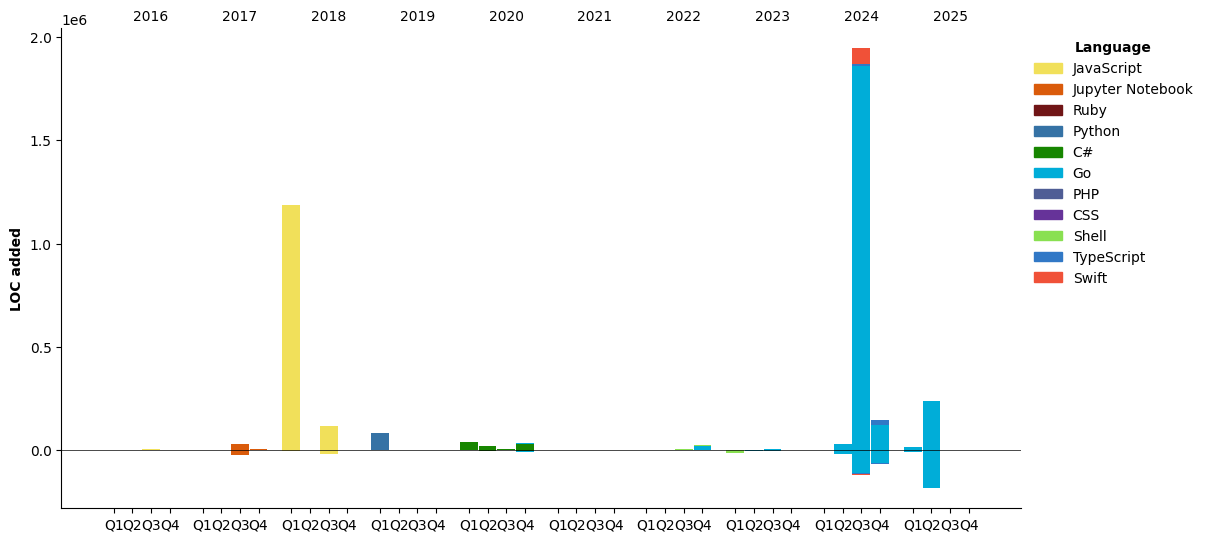 2016 2017 2018 2019 2020 2021 2022 2023 2024 2025
1e6
2.0
1.5
1.0
0.5
0.0
LOC added
Q1Q2Q3Q4 Q1Q2Q3Q4 Q1Q2Q3Q4 Q1Q2Q3Q4 Q1Q2Q3Q4 Q1Q2Q3Q4 Q1Q2Q3Q4 Q1Q2Q3Q4 Q1Q2Q3Q4 Q1Q2Q3Q4
Language
JavaScript
Jupyter Notebook
Ruby
Python
C#
Go
PHP
CSS
Shell
TypeScript
Swift